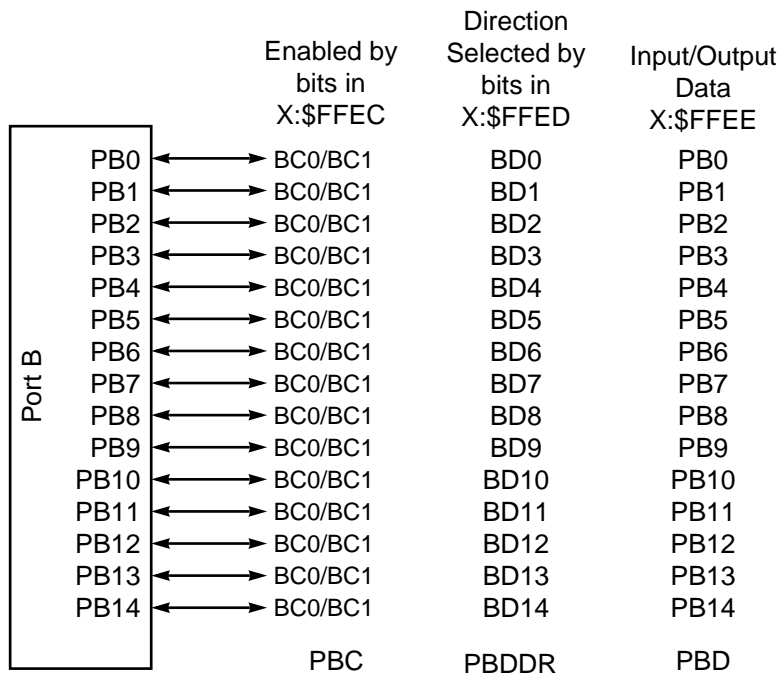 Enabled by bits in X:$FFEC
Direction Selected by bits in X:$FFED
Input/Output Data X:$FFEE
Port B
PB0 BC0/BC1 BD0 PB0
PB1 BC0/BC1 BD1 PB1
PB2 BC0/BC1 BD2 PB2
PB3 BC0/BC1 BD3 PB3
PB4 BC0/BC1 BD4 PB4
PB5 BC0/BC1 BD5 PB5
PB6 BC0/BC1 BD6 PB6
PB7 BC0/BC1 BD7 PB7
PB8 BC0/BC1 BD8 PB8
PB9 BC0/BC1 BD9 PB9
PB10 BC0/BC1 BD10 PB10
PB11 BC0/BC1 BD11 PB11
PB12 BC0/BC1 BD12 PB12
PB13 BC0/BC1 BD13 PB13
PB14 BC0/BC1 BD14 PB14
PBC PBDDR PBD